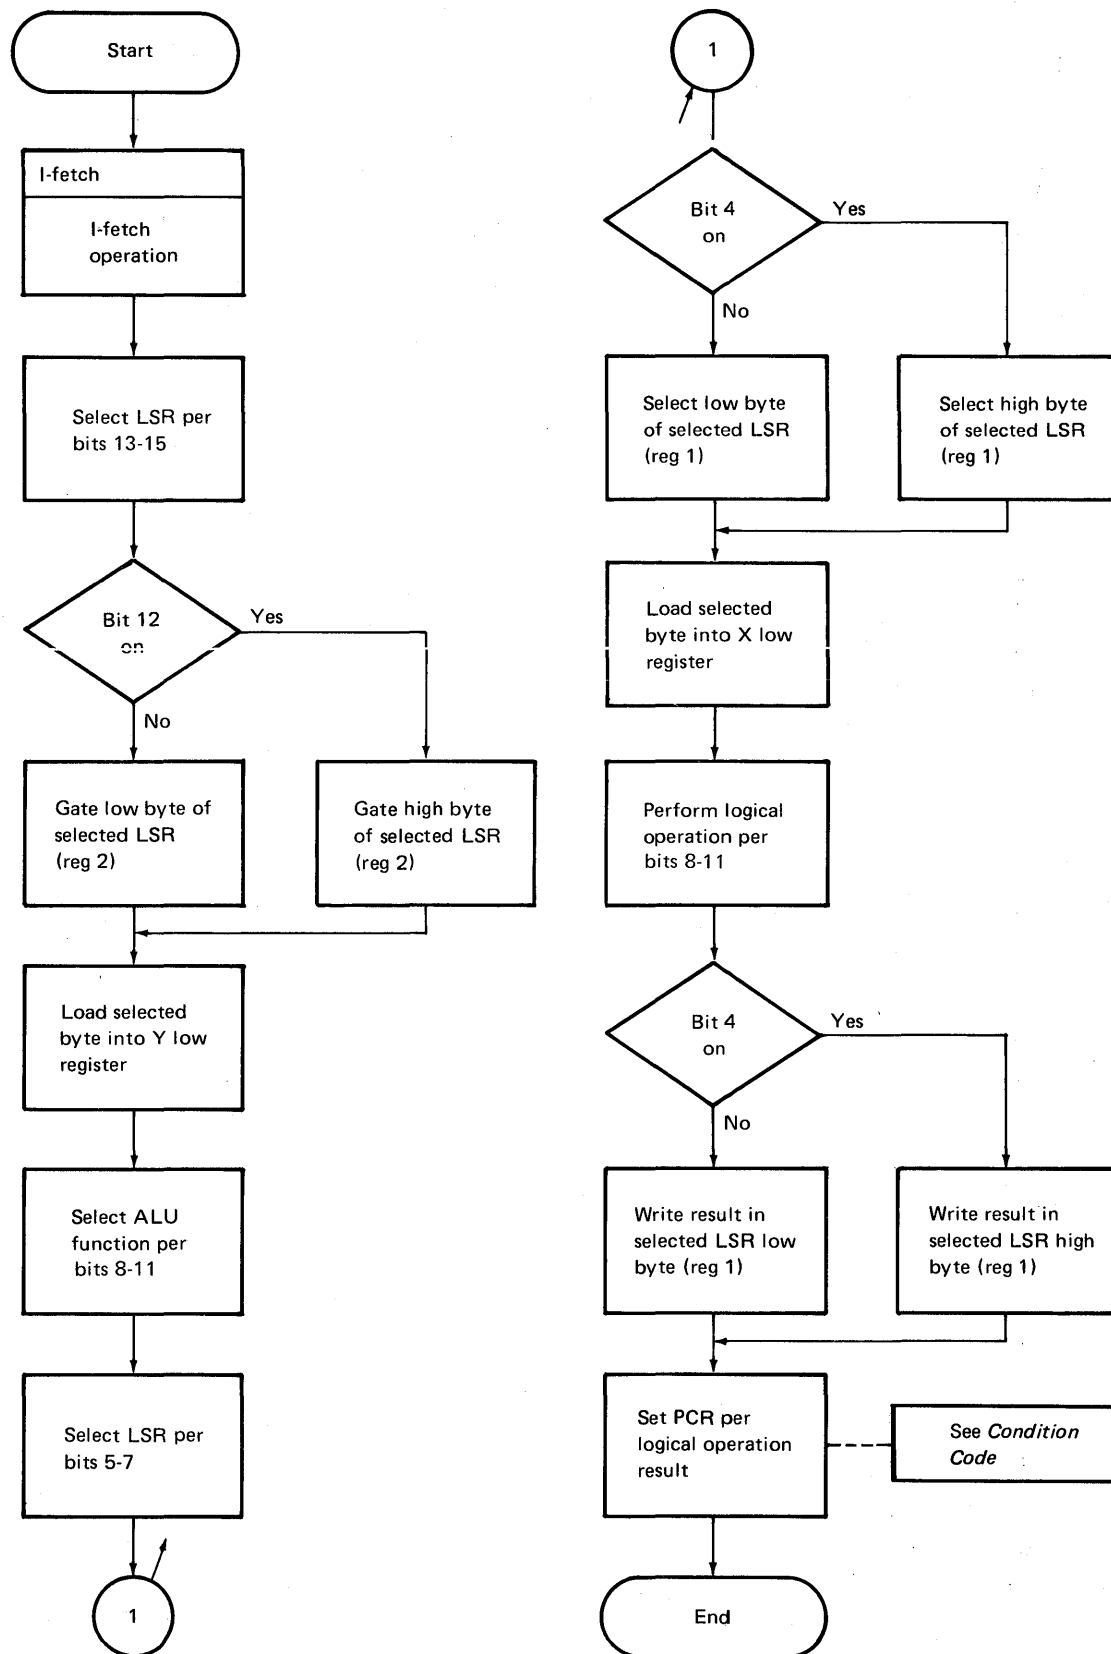 Start
I-fetch
I-fetch
operation
Select LSR per
bits 13-15
Bit 12
on
Yes
No
Gate low byte of
selected LSR
(reg 2)
Gate high byte
of selected LSR
(reg 2)
Load selected
byte into Y low
register
Select ALU
function per
bits 8-11
Select LSR per
bits 5-7
1
1
Bit 4
on
Yes
No
Select low byte
of selected LSR
(reg 1)
Select high byte
of selected LSR
(reg 1)
Load selected
byte into X low
register
Perform logical
operation per
bits 8-11
Bit 4
on
Yes
No
Write result in
selected LSR low
byte (reg 1)
Write result in
selected LSR high
byte (reg 1)
Set PCR per
logical operation
result
See Condition
Code
End